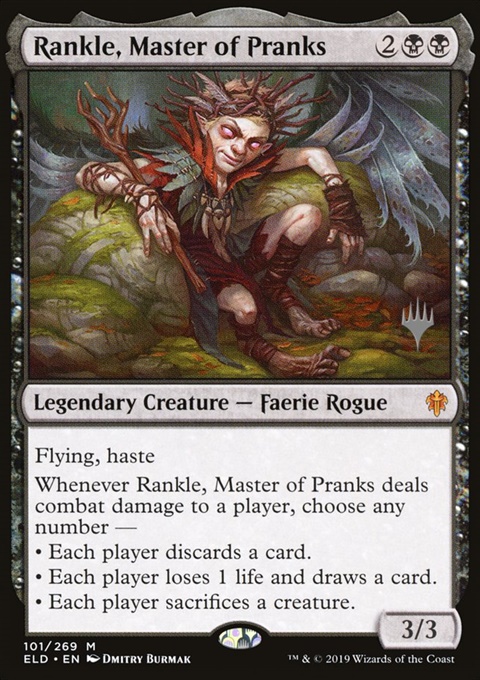 Rankle, Master of Pranks 2
Legendary Creature — Faerie Rogue
Flying, haste
Whenever Rankle, Master of Pranks deals
combat damage to a player, choose any
number —
• Each player discards a card.
• Each player loses 1 life and draws a card.
• Each player sacrifices a creature.
3/3
101/269 M
ELD • EN Dmitry Burmak
™ & © 2019 Wizards of the Coast